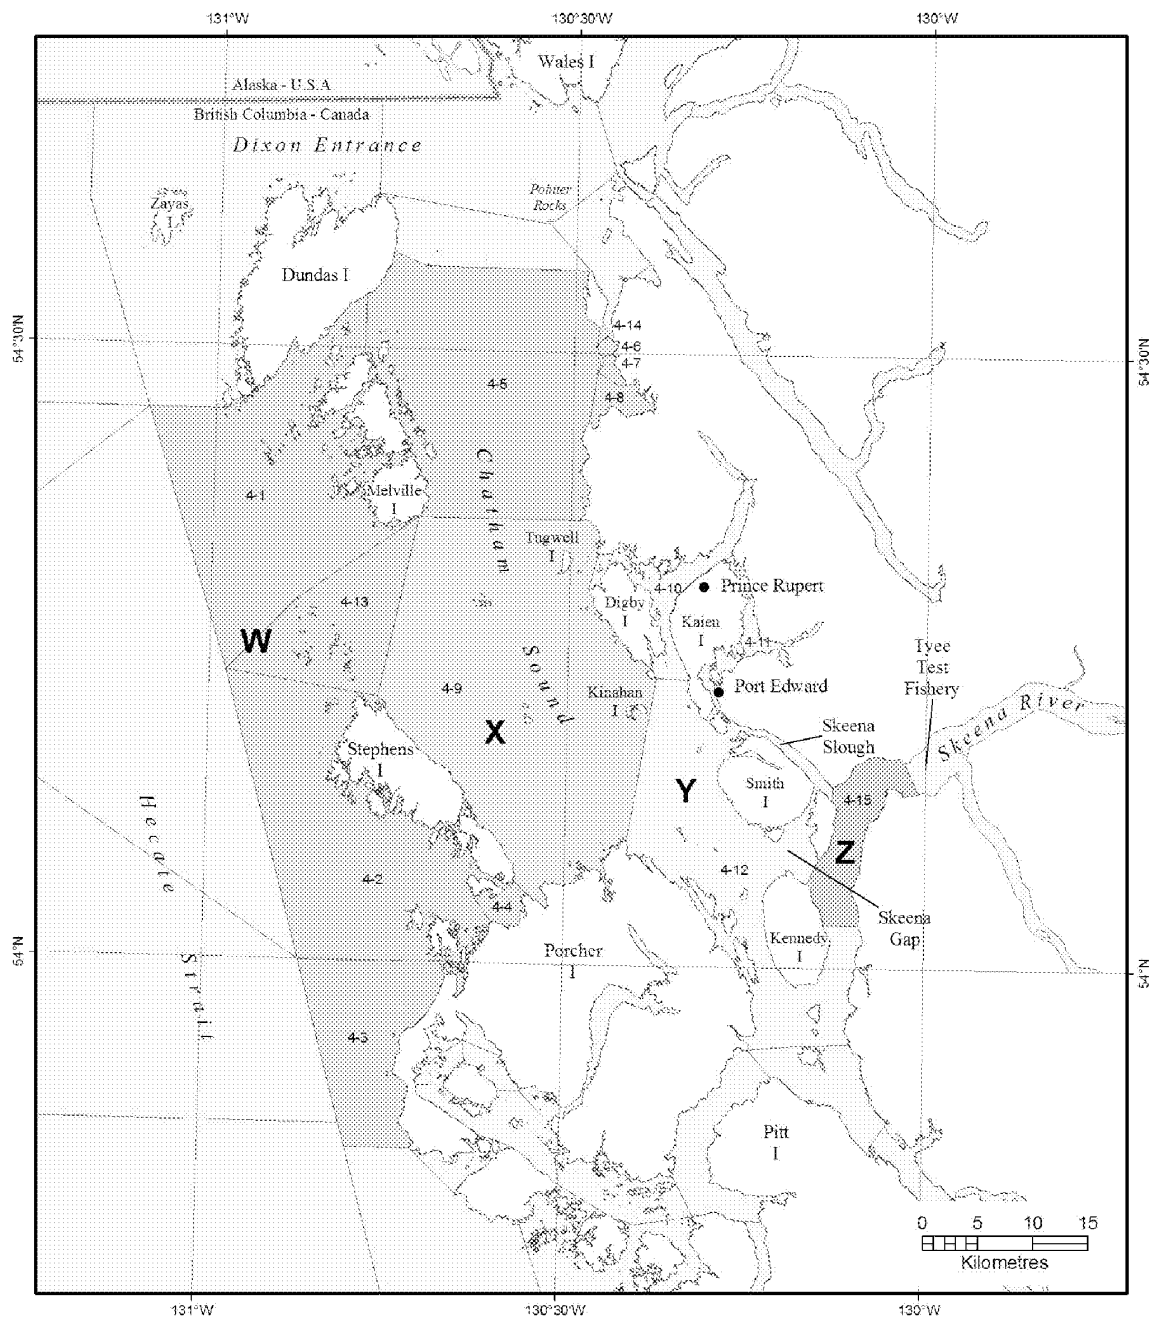 131°W 130°30'W 130°W
Wales I
Alaska - U.S.A
British Columbia - Canada
Dixon Entrance
Pointer
Rocks
Zayas
I
Dundas I
54°30'N
54°30'N
4-14
4-6
4-7
4-5
4-8
4-1
Melville
I
Chatham
Sound
Tugwell
I
4-13
Digby
I
4-10
Prince Rupert
Kaien
I
4-11
W
Tyee
Test
Fishery
4-9
Kinahan
I
Port Edward
Skeena River
X
Skeena
Slough
Stephens
I
Smith
I
Y
4-15
Hecate
Strait
Z
4-2
4-12
4-4
Skeena
Gap
Kennedy
I
Porcher
I
54°N
54°N
4-3
Pitt
I
0 5 10 15
Kilometres
131°W 130°30'W 130°W